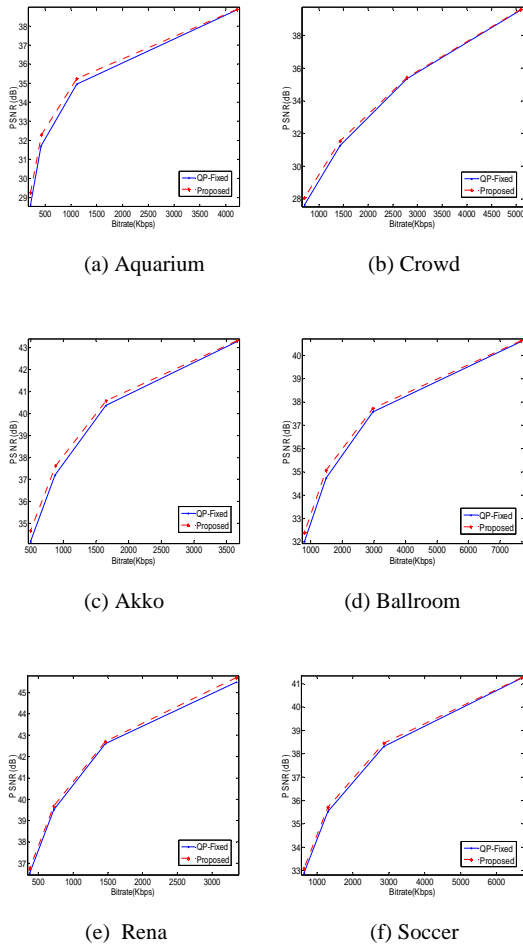 39
38
37
36
35
34
33
32
31
30
29
PSNR(dB)
500 1000 1500 2000 2500 3000 3500 4000
Bitrate(Kbps)
QP-Fixed
Proposed
(a) Aquarium
38
36
34
32
30
28
PSNR(dB)
1000 1500 2000 2500 3000 3500 4000 4500 5000
Bitrate(Kbps)
QP-Fixed
Proposed
(b) Crowd
43
42
41
40
39
38
37
36
35
PSNR(dB)
500 1000 1500 2000 2500 3000 3500
Bitrate(Kbps)
QP-Fixed
Proposed
(c) Akko
40
39
38
37
36
35
34
33
32
PSNR(dB)
1000 2000 3000 4000 5000 6000 7000
Bitrate(Kbps)
QP-Fixed
Proposed
(d) Ballroom
45
44
43
42
41
40
39
38
37
PSNR(dB)
500 1000 1500 2000 2500 3000
Bitrate(Kbps)
QP-Fixed
Proposed
(e) Rena
41
40
39
38
37
36
35
34
33
PSNR(dB)
1000 2000 3000 4000 5000 6000
Bitrate(Kbps)
QP-Fixed
Proposed
(f) Soccer